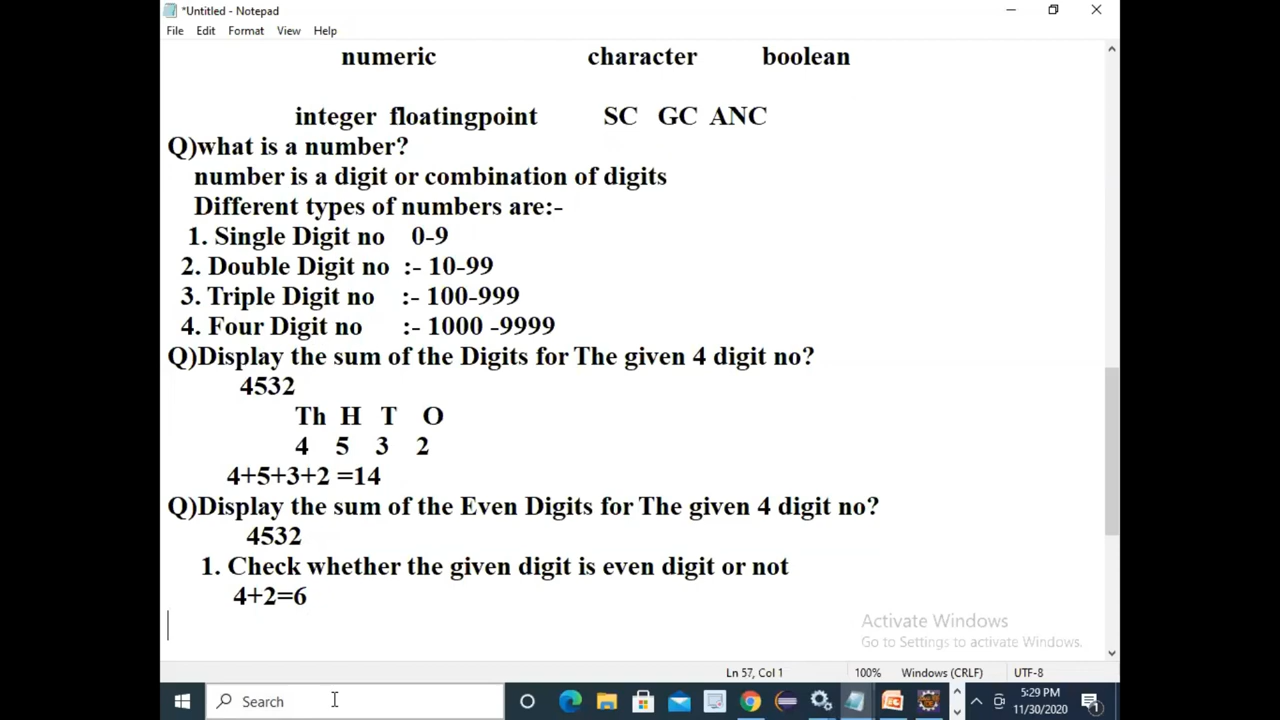 *Untitled - Notepad
File Edit Format View Help
numeric character boolean
integer floatingpoint SC GC ANC
Q)what is a number?
number is a digit or combination of digits
Different types of numbers are:-
1. Single Digit no 0-9
2. Double Digit no :- 10-99
3. Triple Digit no :- 100-999
4. Four Digit no :- 1000 -9999
Q)Display the sum of the Digits for The given 4 digit no?
4532
Th H T O
4 5 3 2
4+5+3+2 =14
Q)Display the sum of the Even Digits for The given 4 digit no?
4532
1. Check whether the given digit is even digit or not
4+2=6
Activate Windows
Go to Settings to activate Windows.
Ln 57, Col 1 100% Windows (CRLF) UTF-8
Search
5:29 PM
11/30/2020
1